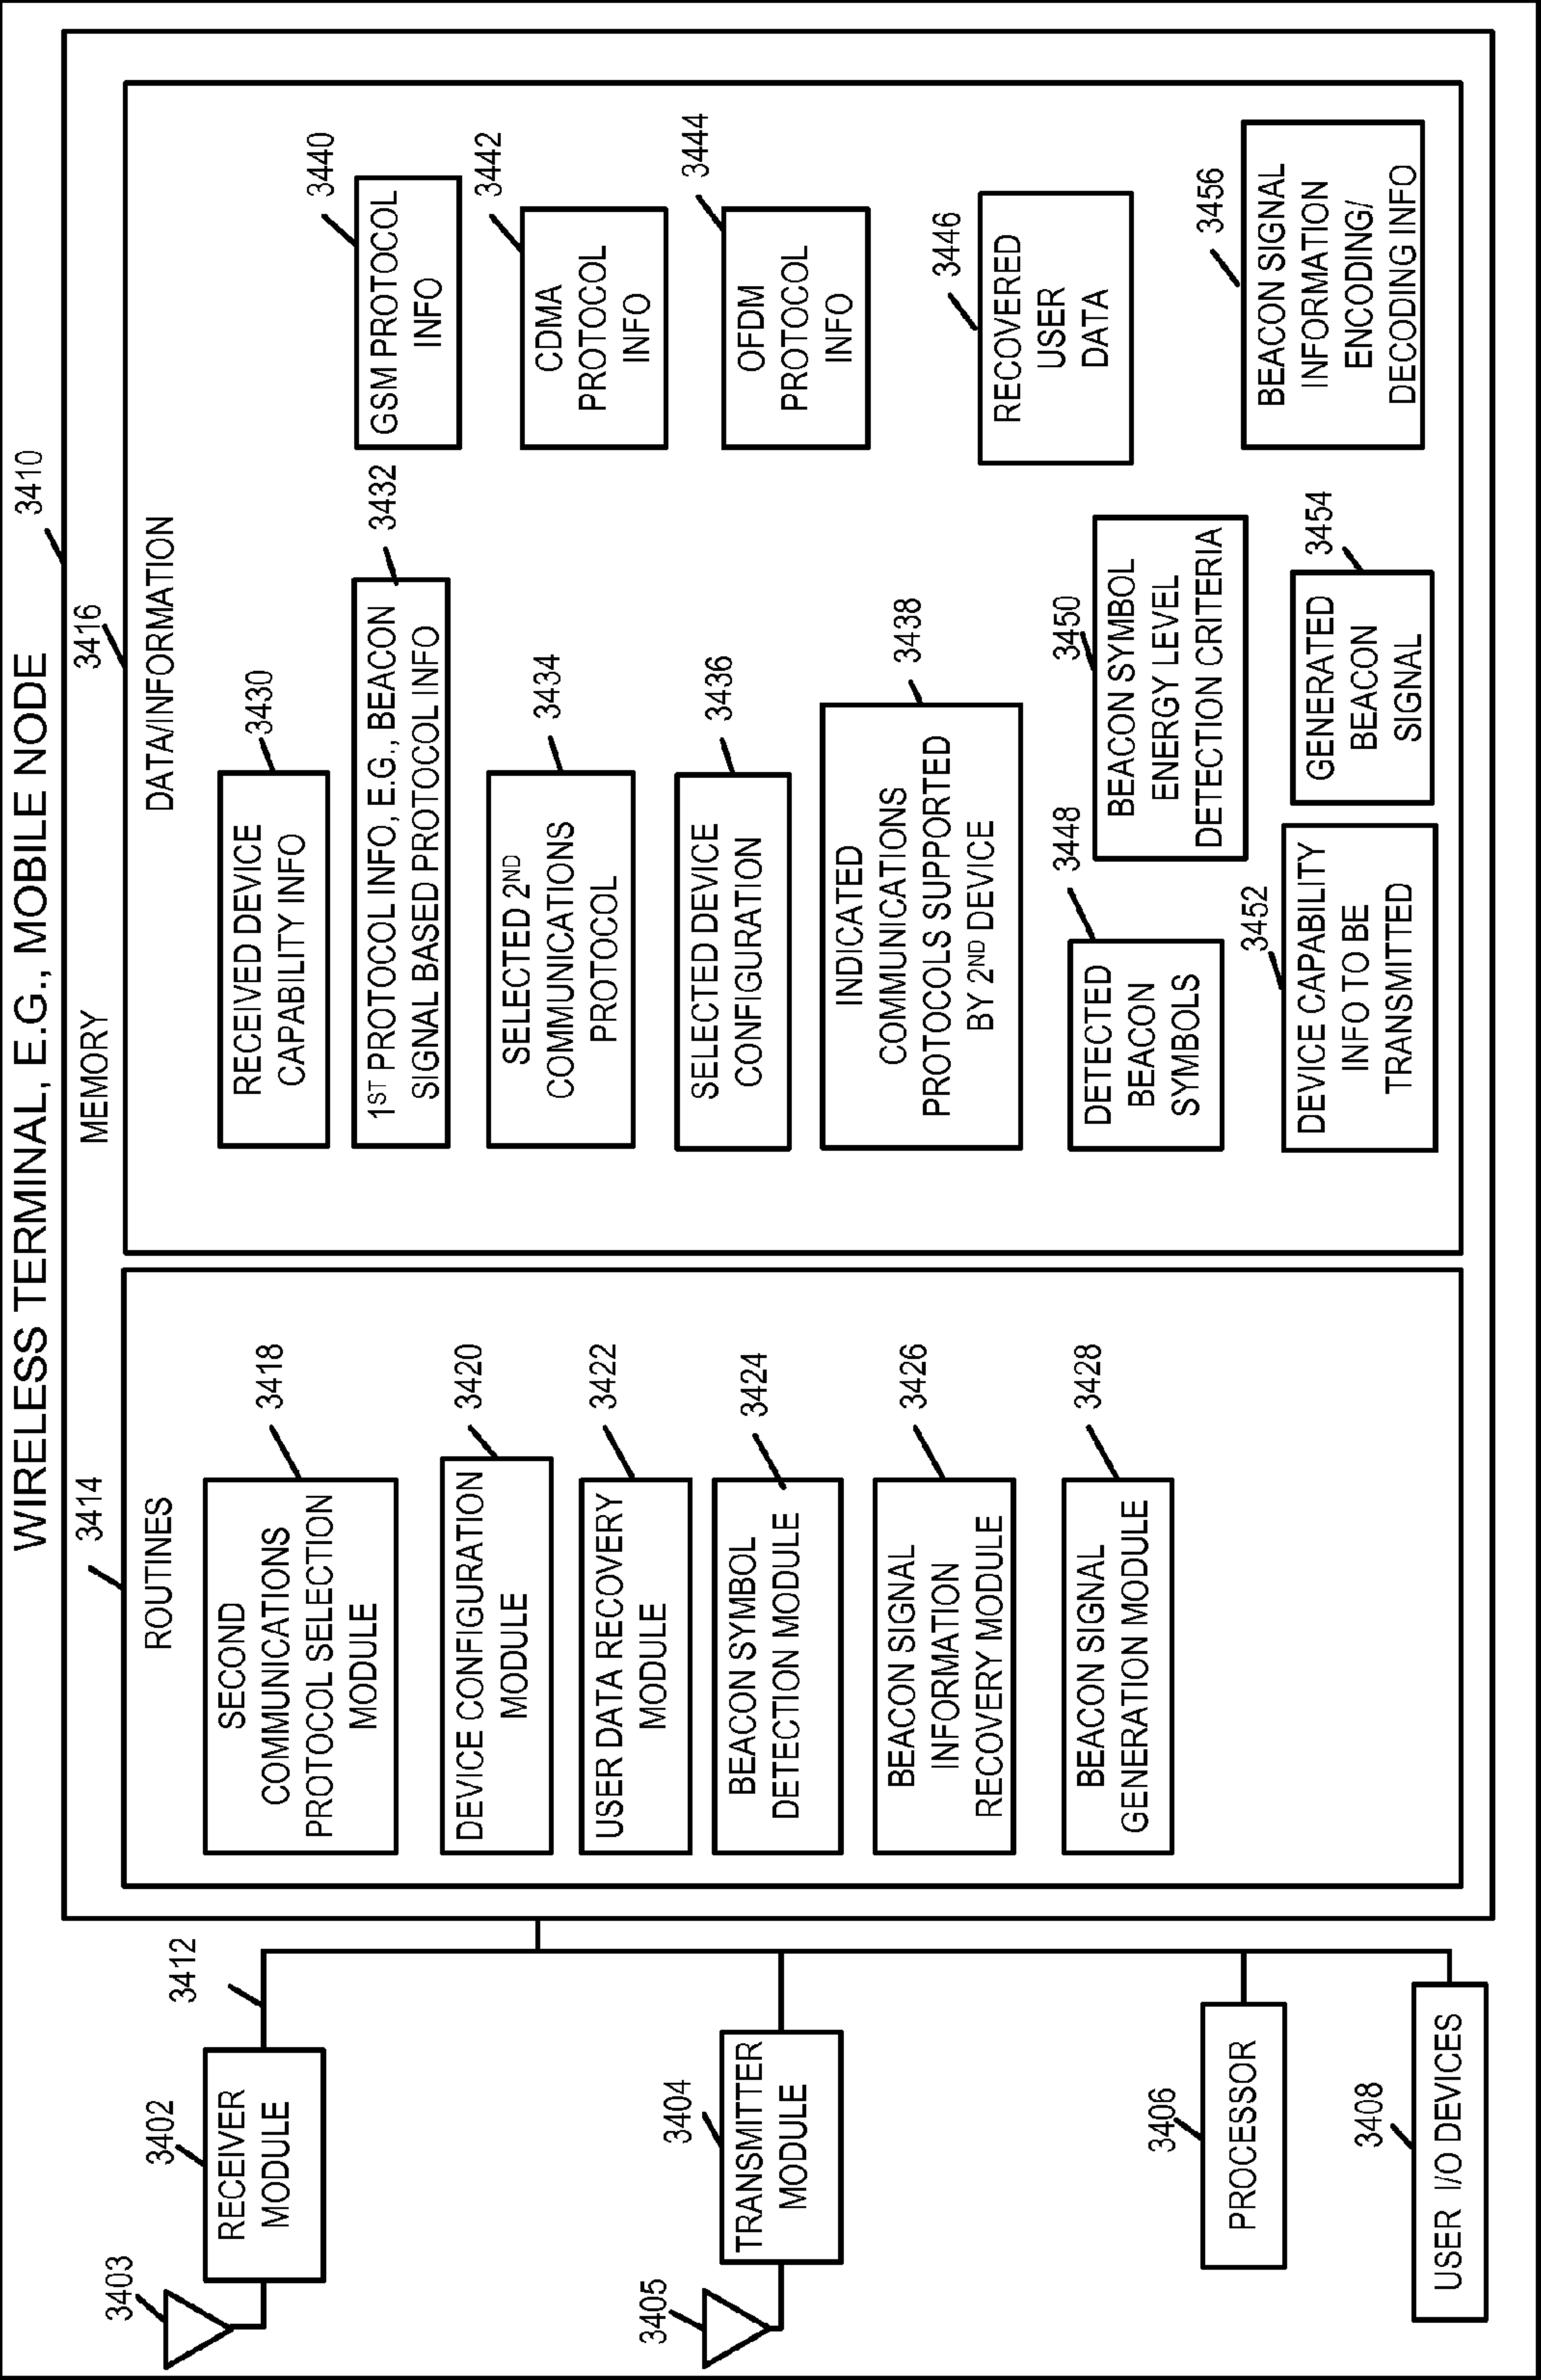 WIRELESS TERMINAL, E.G., MOBILE NODE
3410
MEMORY
3414
ROUTINES
3418
SECOND
COMMUNICATIONS
PROTOCOL SELECTION
MODULE
3420
DEVICE CONFIGURATION
MODULE
3422
USER DATA RECOVERY
MODULE
3424
BEACON SYMBOL
DETECTION MODULE
3426
BEACON SIGNAL
INFORMATION
RECOVERY MODULE
3428
BEACON SIGNAL
GENERATION MODULE
3416
DATA/INFORMATION
3430
RECEIVED DEVICE
CAPABILITY INFO
3432
1ST PROTOCOL INFO, E.G., BEACON
SIGNAL BASED PROTOCOL INFO
3434
SELECTED 2ND
COMMUNICATIONS
PROTOCOL
3436
SELECTED DEVICE
CONFIGURATION
3438
INDICATED
COMMUNICATIONS
PROTOCOLS SUPPORTED
BY 2ND DEVICE
3440
GSM PROTOCOL
INFO
3442
CDMA
PROTOCOL
INFO
3444
OFDM
PROTOCOL
INFO
3446
RECOVERED
USER
DATA
3448
DETECTED
BEACON
SYMBOLS
3450
BEACON SYMBOL
ENERGY LEVEL
DETECTION CRITERIA
3452
DEVICE CAPABILITY
INFO TO BE
TRANSMITTED
3454
GENERATED
BEACON
SIGNAL
3456
BEACON SIGNAL
INFORMATION
ENCODING/
DECODING INFO
3412
3403
3402
RECEIVER
MODULE
3405
3404
TRANSMITTER
MODULE
3406
PROCESSOR
3408
USER I/O DEVICES